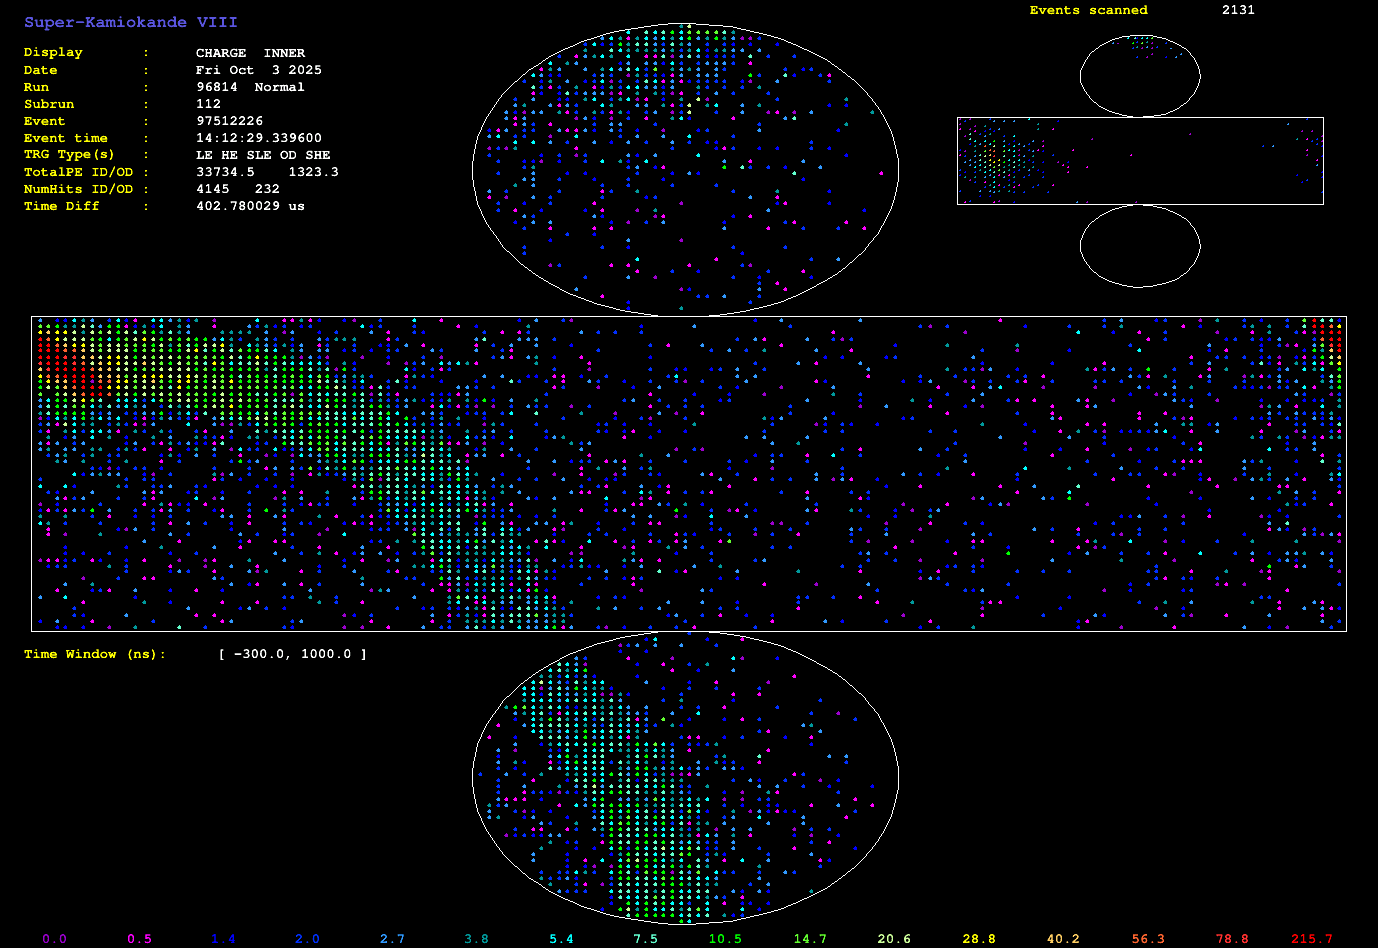 Super-Kamiokande VIII
Events scanned 2131
Display : CHARGE INNER
Date : Fri Oct 3 2025
Run : 96814 Normal
Subrun : 112
Event : 97512226
Event time : 14:12:29.339600
TRG Type(s) : LE HE SLE OD SHE
TotalPE ID/OD : 33734.5 1323.3
NumHits ID/OD : 4145 232
Time Diff : 402.780029 us
Time Window (ns): [ -300.0, 1000.0 ]
0.0 0.5 1.4 2.0 2.7 3.8 5.4 7.5 10.5 14.7 20.6 28.8 40.2 56.3 78.8 215.7